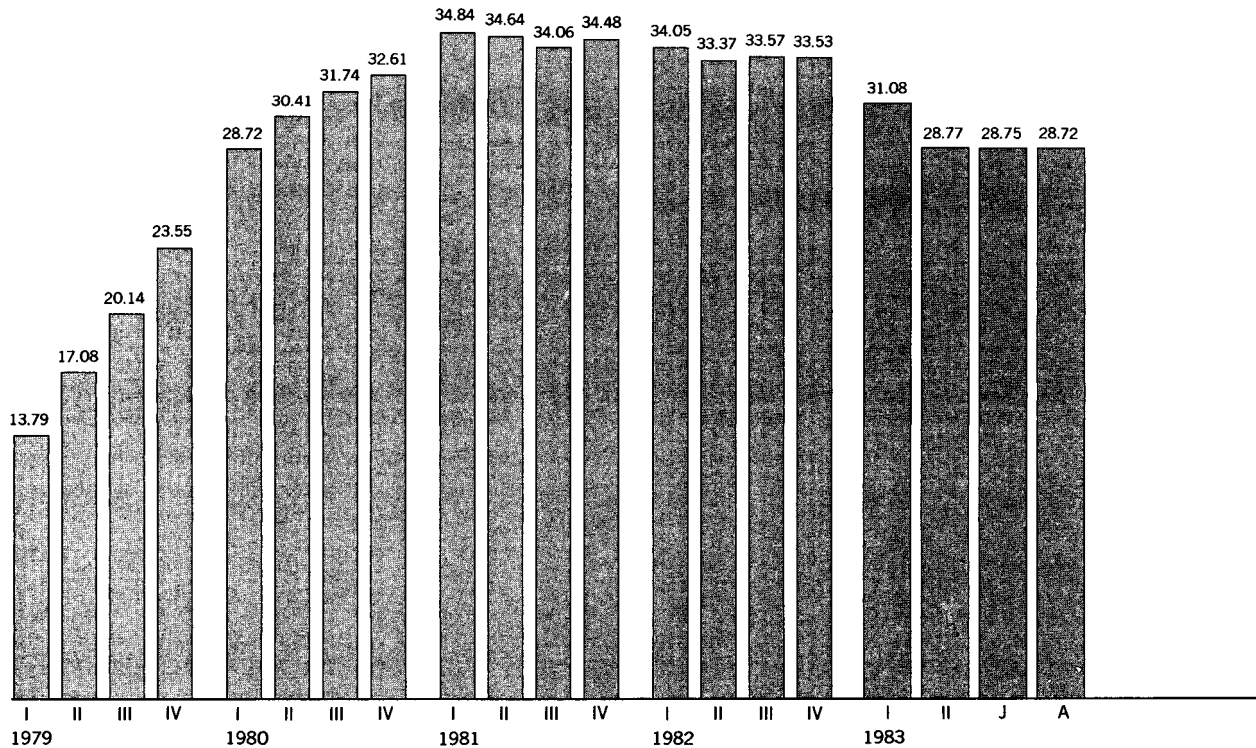 13.79 17.08 20.14 23.55 28.72 30.41 31.74 32.61 34.84 34.64 34.06 34.48 34.05 33.37 33.57 33.53 31.08 28.77 28.75 28.72
I II III IV I II III IV I II III IV I II III IV I II J A
1979 1980 1981 1982 1983